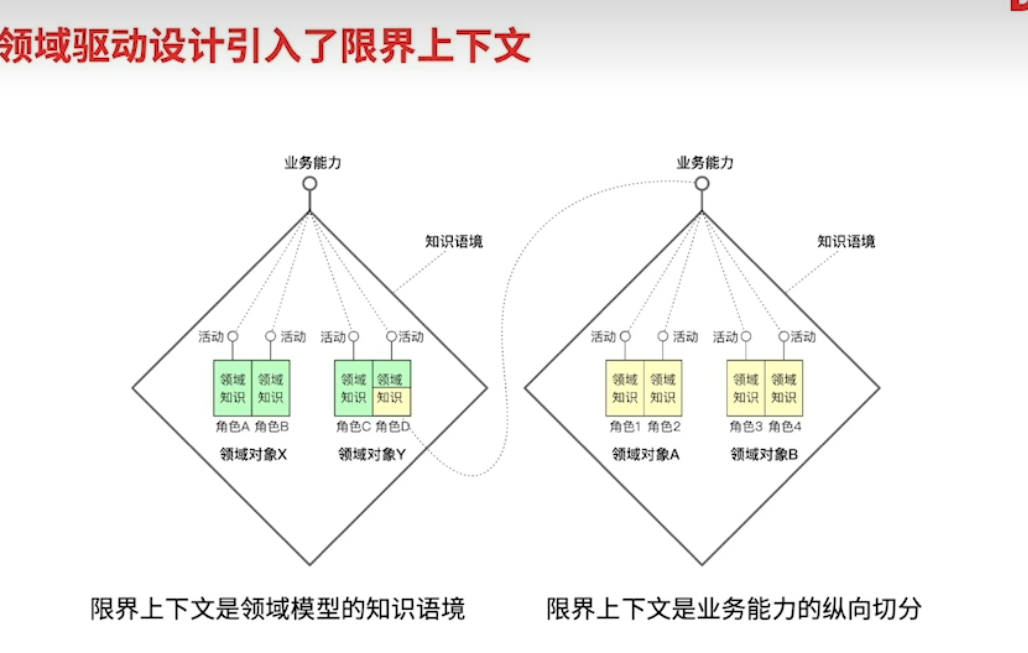 领域驱动设计引入了限界上下文
业务能力
业务能力
知识语境
知识语境
活动 活动 活动 活动
活动 活动 活动 活动
领域 领域 领域 领域
知识 知识 知识 知识
领域 领域 领域 领域
知识 知识 知识 知识
角色A 角色B 角色C 角色D
角色1 角色2 角色3 角色4
领域对象X 领域对象Y
领域对象A 领域对象B
限界上下文是领域模型的知识语境
限界上下文是业务能力的纵向切分